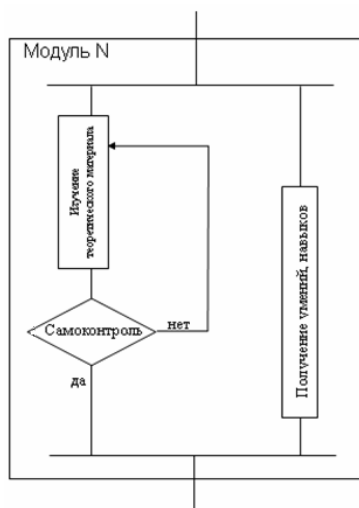 Модуль N
Изучение
теоретического материала
Самоконтроль
нет
да
Получение умений, навыков